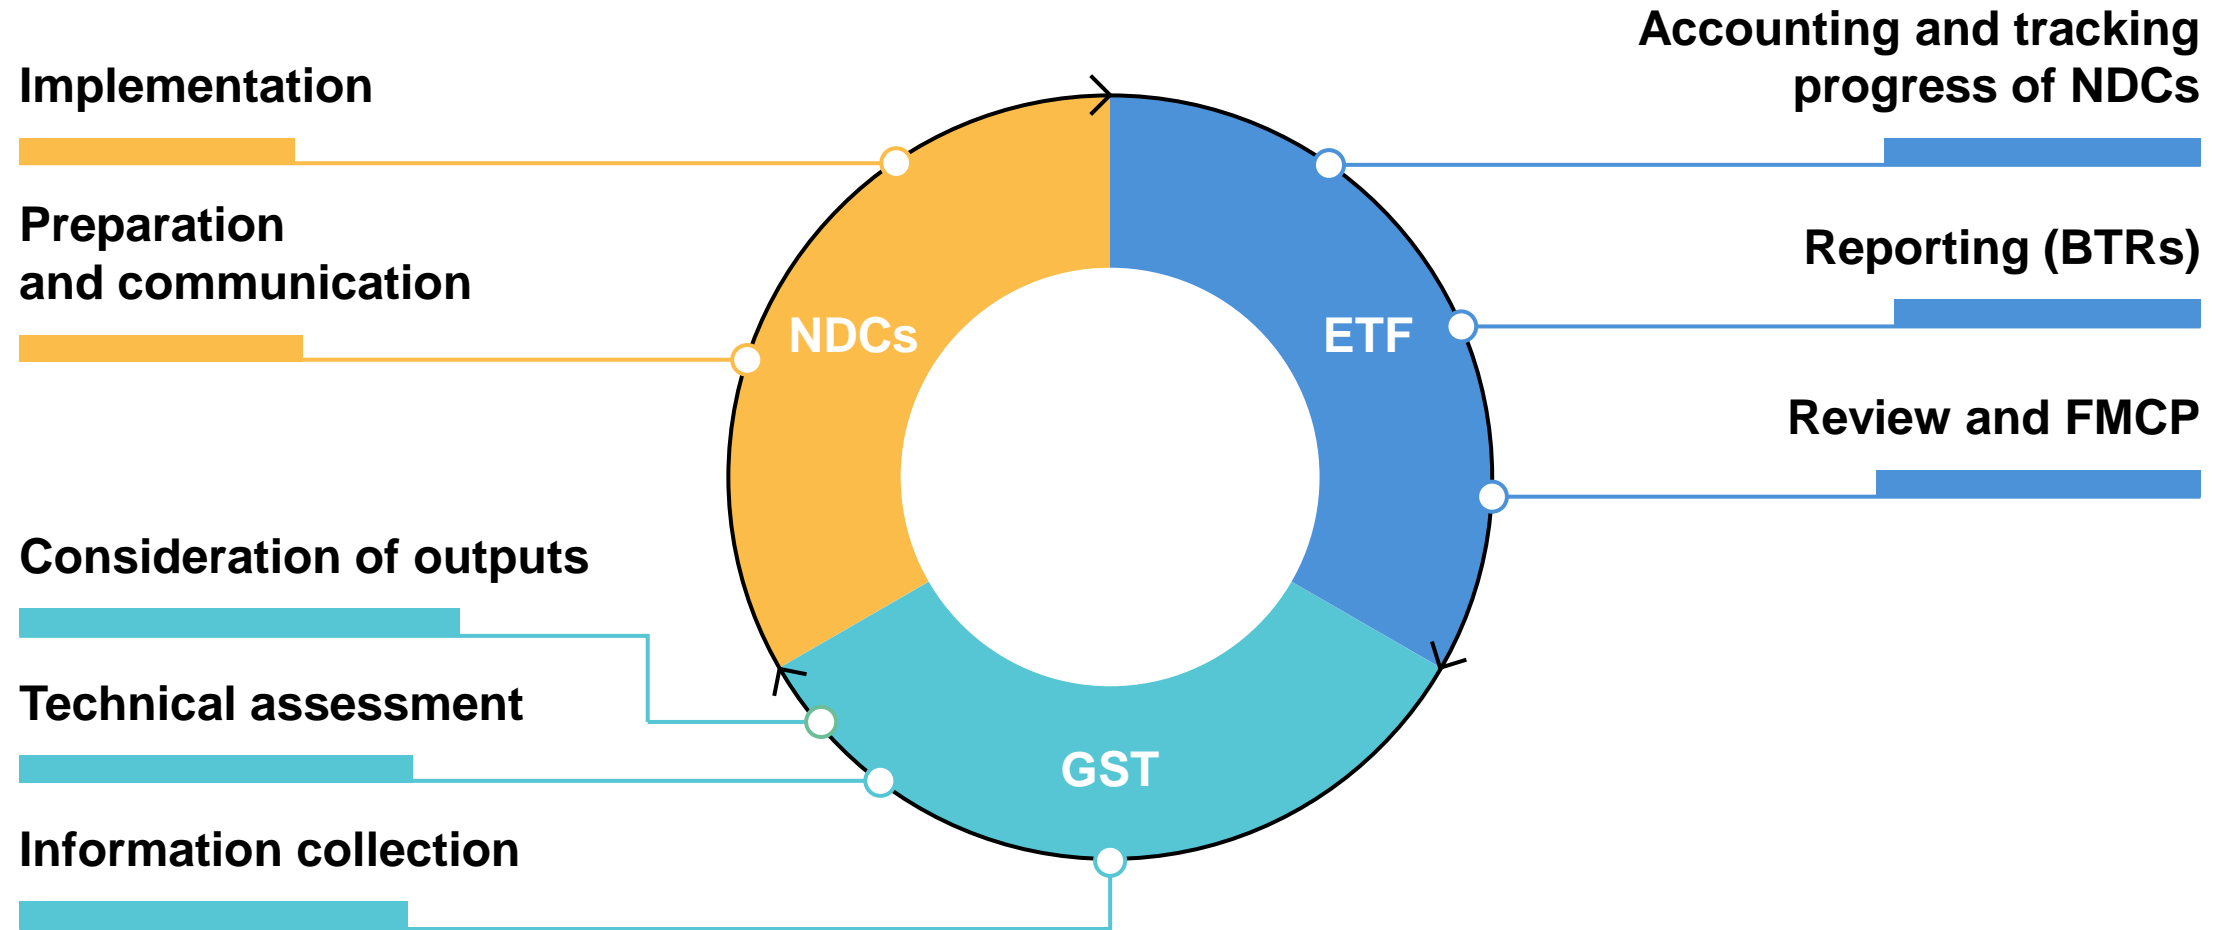 Implementation
Preparation
and communication
Consideration of outputs
Technical assessment
Information collection
NDCs
ETF
GST
Accounting and tracking
progress of NDCs
Reporting (BTRs)
Review and FMCP